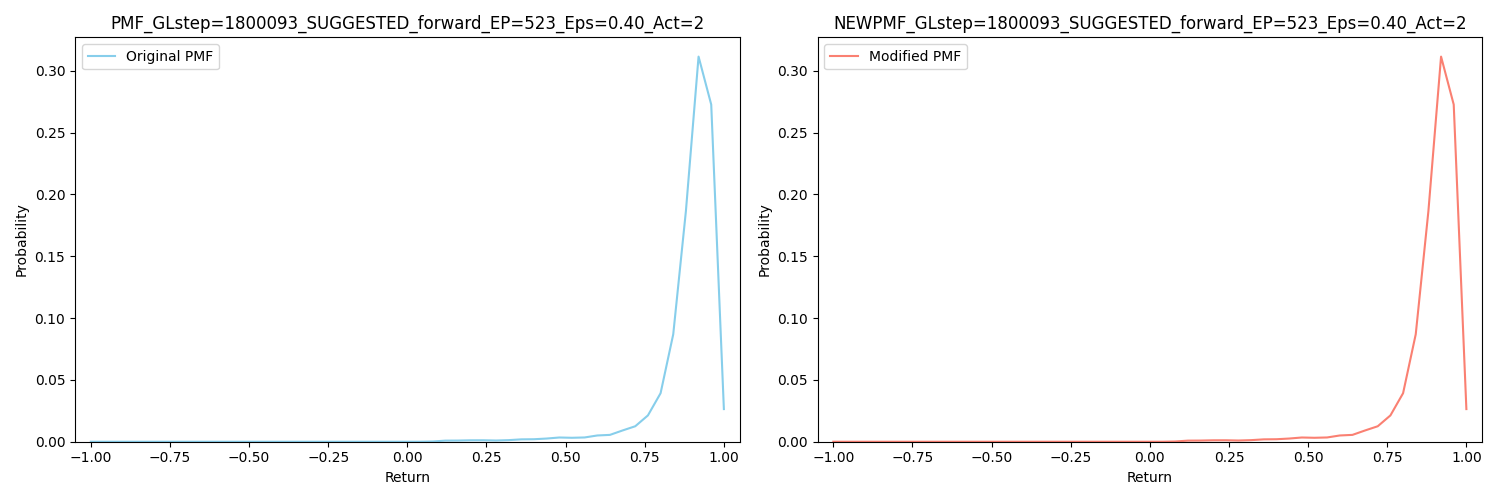 PMF_GLstep=1800093_SUGGESTED_forward_EP=523_Eps=0.40_Act=2
Original PMF
Probability
0.30
0.25
0.20
0.15
0.10
0.05
0.00
−1.00 −0.75 −0.50 −0.25 0.00 0.25 0.50 0.75 1.00
Return
NEWPMF_GLstep=1800093_SUGGESTED_forward_EP=523_Eps=0.40_Act=2
Modified PMF
Probability
0.30
0.25
0.20
0.15
0.10
0.05
0.00
−1.00 −0.75 −0.50 −0.25 0.00 0.25 0.50 0.75 1.00
Return